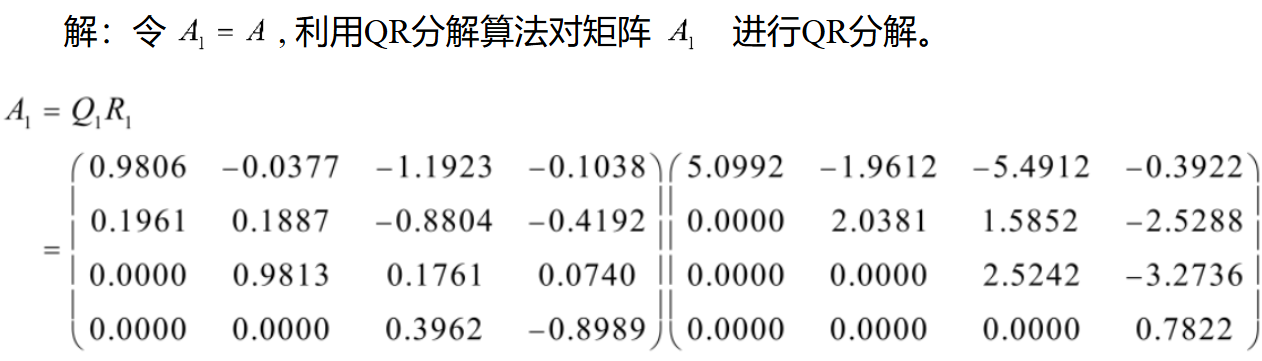 解：令 A₁ = A , 利用QR分解算法对矩阵 A₁ 进行QR分解。
A₁ = Q₁R₁
= (0.9806 −0.0377 −1.1923 −0.1038)(5.0992 −1.9612 −5.4912 −0.3922)
0.1961 0.1887 −0.8804 −0.4192 0.0000 2.0381 1.5852 −2.5288
0.0000 0.9813 0.1761 0.0740 0.0000 0.0000 2.5242 −3.2736
0.0000 0.0000 0.3962 −0.8989 0.0000 0.0000 0.0000 0.7822